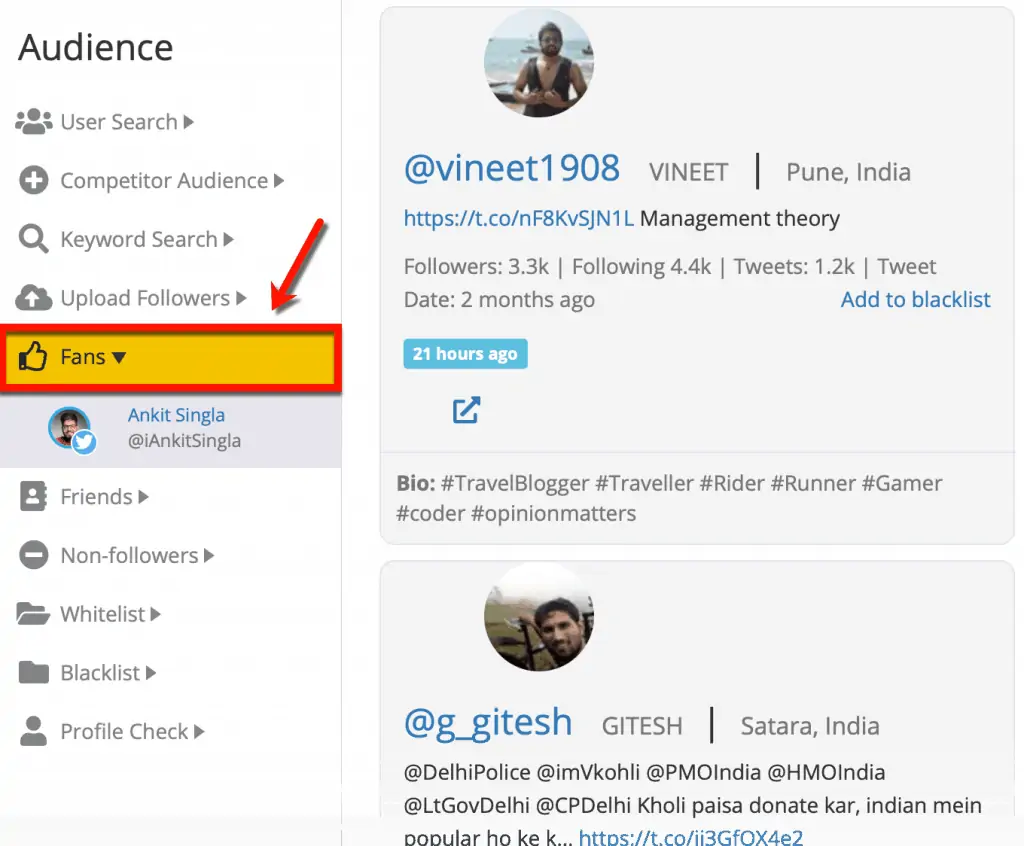 Audience
User Search
Competitor Audience
Keyword Search
Upload Followers
Fans
Ankit Singla
@iAnkitSingla
Friends
Non-followers
Whitelist
Blacklist
Profile Check
@vineet1908 VINEET | Pune, India
https://t.co/nF8KvSJN1L Management theory
Followers: 3.3k | Following 4.4k | Tweets: 1.2k | Tweet
Date: 2 months ago Add to blacklist
21 hours ago
Bio: #TravelBlogger #Traveller #Rider #Runner #Gamer
#coder #opinionmatters
@g_gitesh GITESH | Satara, India
@DelhiPolice @imVkohli @PMOIndia @HMOIndia
@LtGovDelhi @CPDelhi Kholi paisa donate kar, indian mein
popular ho ke k... https://t.co/ji3GfOX4e2